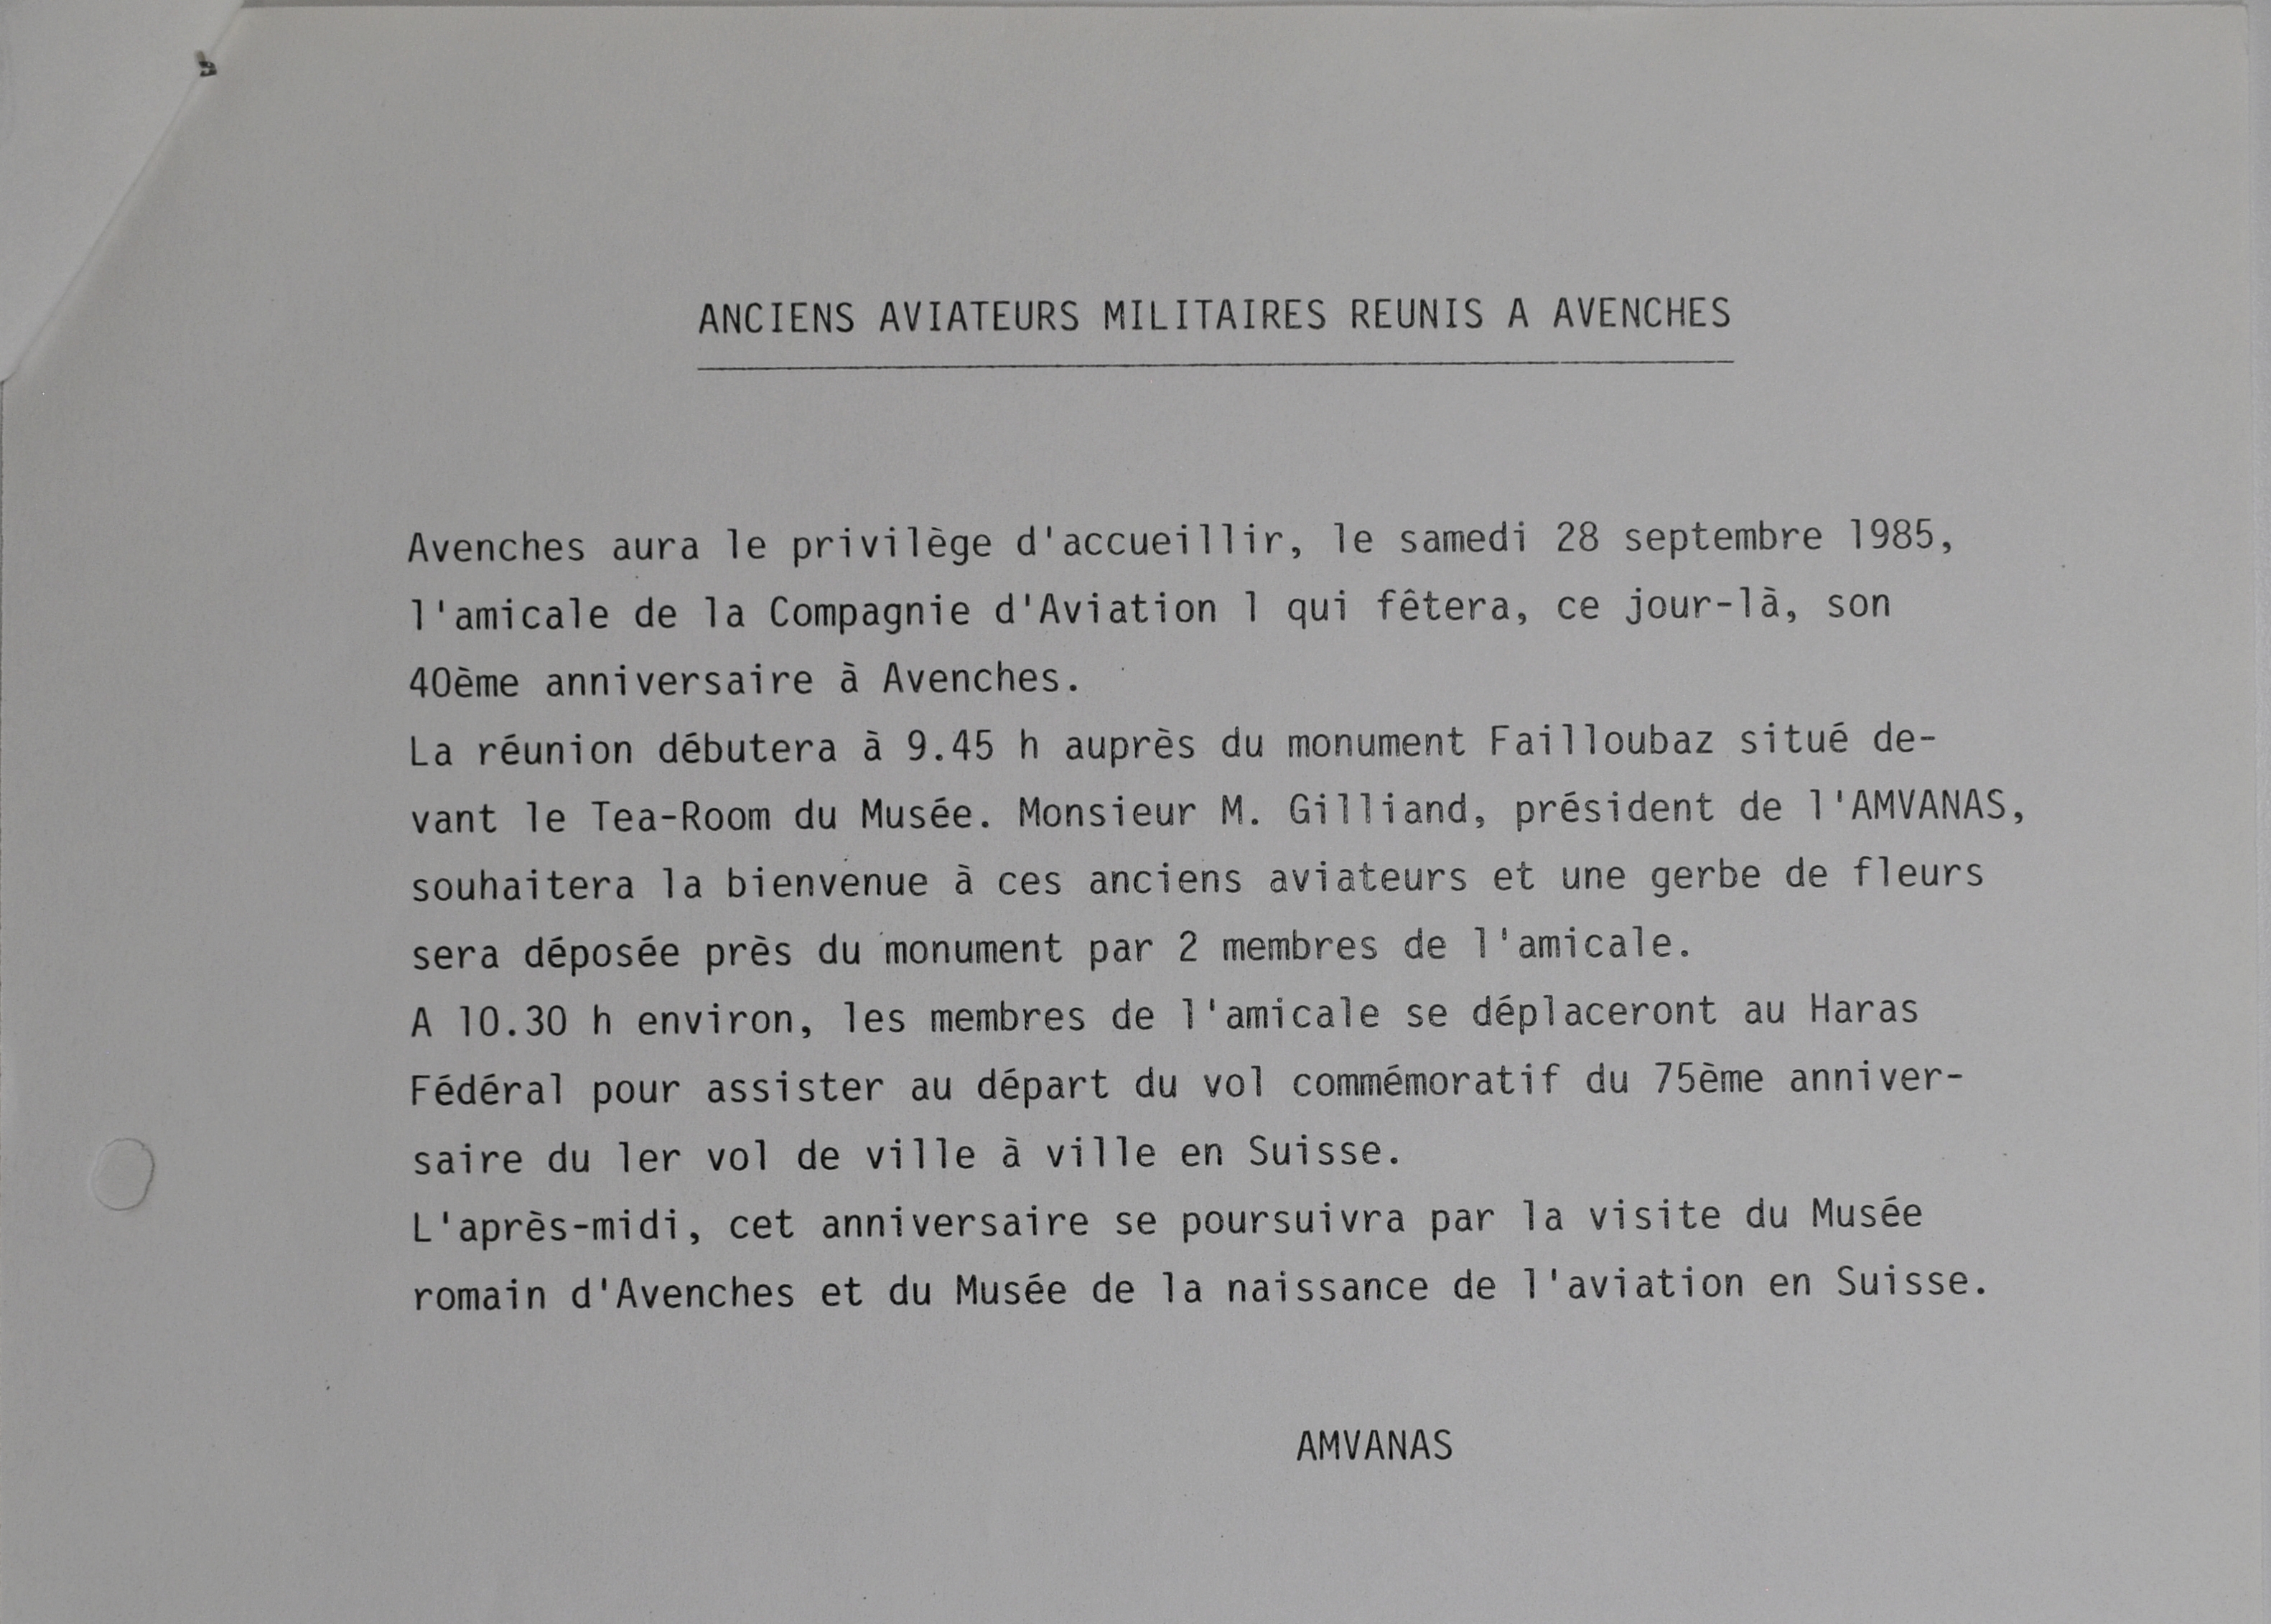 ANCIENS AVIATEURS MILITAIRES REUNIS A AVENCHES
Avenches aura le privilège d'accueillir, le samedi 28 septembre 1985,
l'amicale de la Compagnie d'Aviation 1 qui fêtera, ce jour-là, son
40ème anniversaire à Avenches.
La réunion débutera à 9.45 h auprès du monument Failloubaz situé de-
vant le Tea-Room du Musée. Monsieur M. Gilliand, président de l'AMVANAS,
souhaitera la bienvenue à ces anciens aviateurs et une gerbe de fleurs
sera déposée près du monument par 2 membres de l'amicale.
A 10.30 h environ, les membres de l'amicale se déplaceront au Haras
Fédéral pour assister au départ du vol commémoratif du 75ème anniver-
saire du 1er vol de ville à ville en Suisse.
L'après-midi, cet anniversaire se poursuivra par la visite du Musée
romain d'Avenches et du Musée de la naissance de l'aviation en Suisse.
AMVANAS